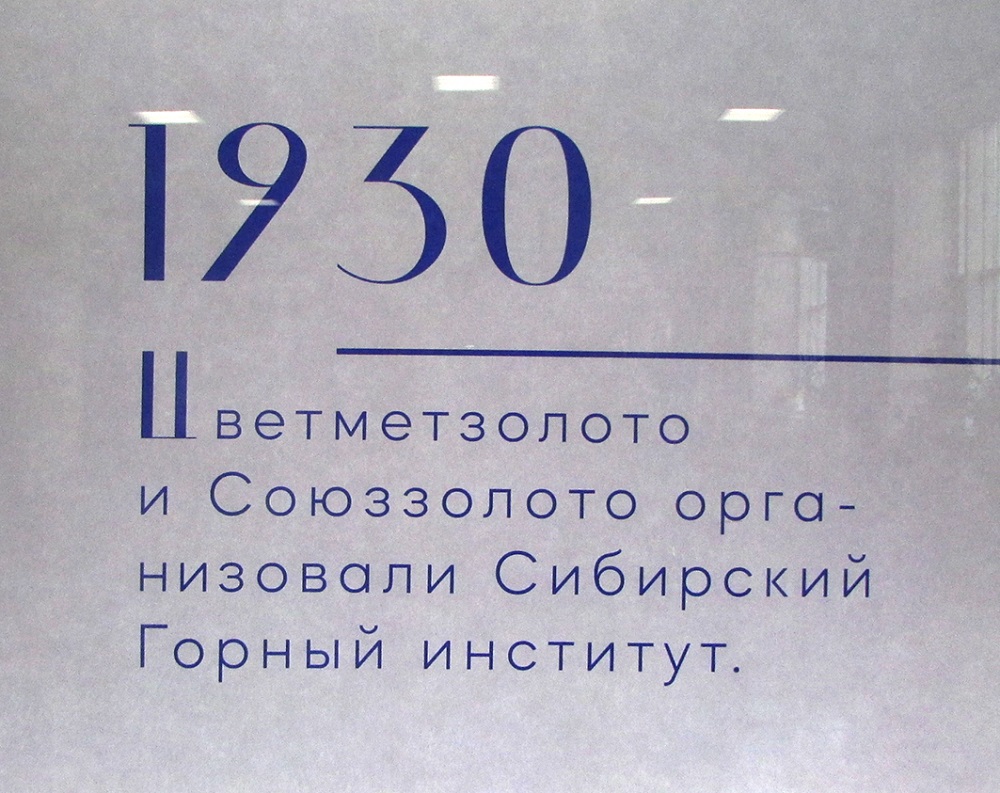 1930
Цветметзолото
и Союззолото орга-
низовали Сибирский
Горный институт.